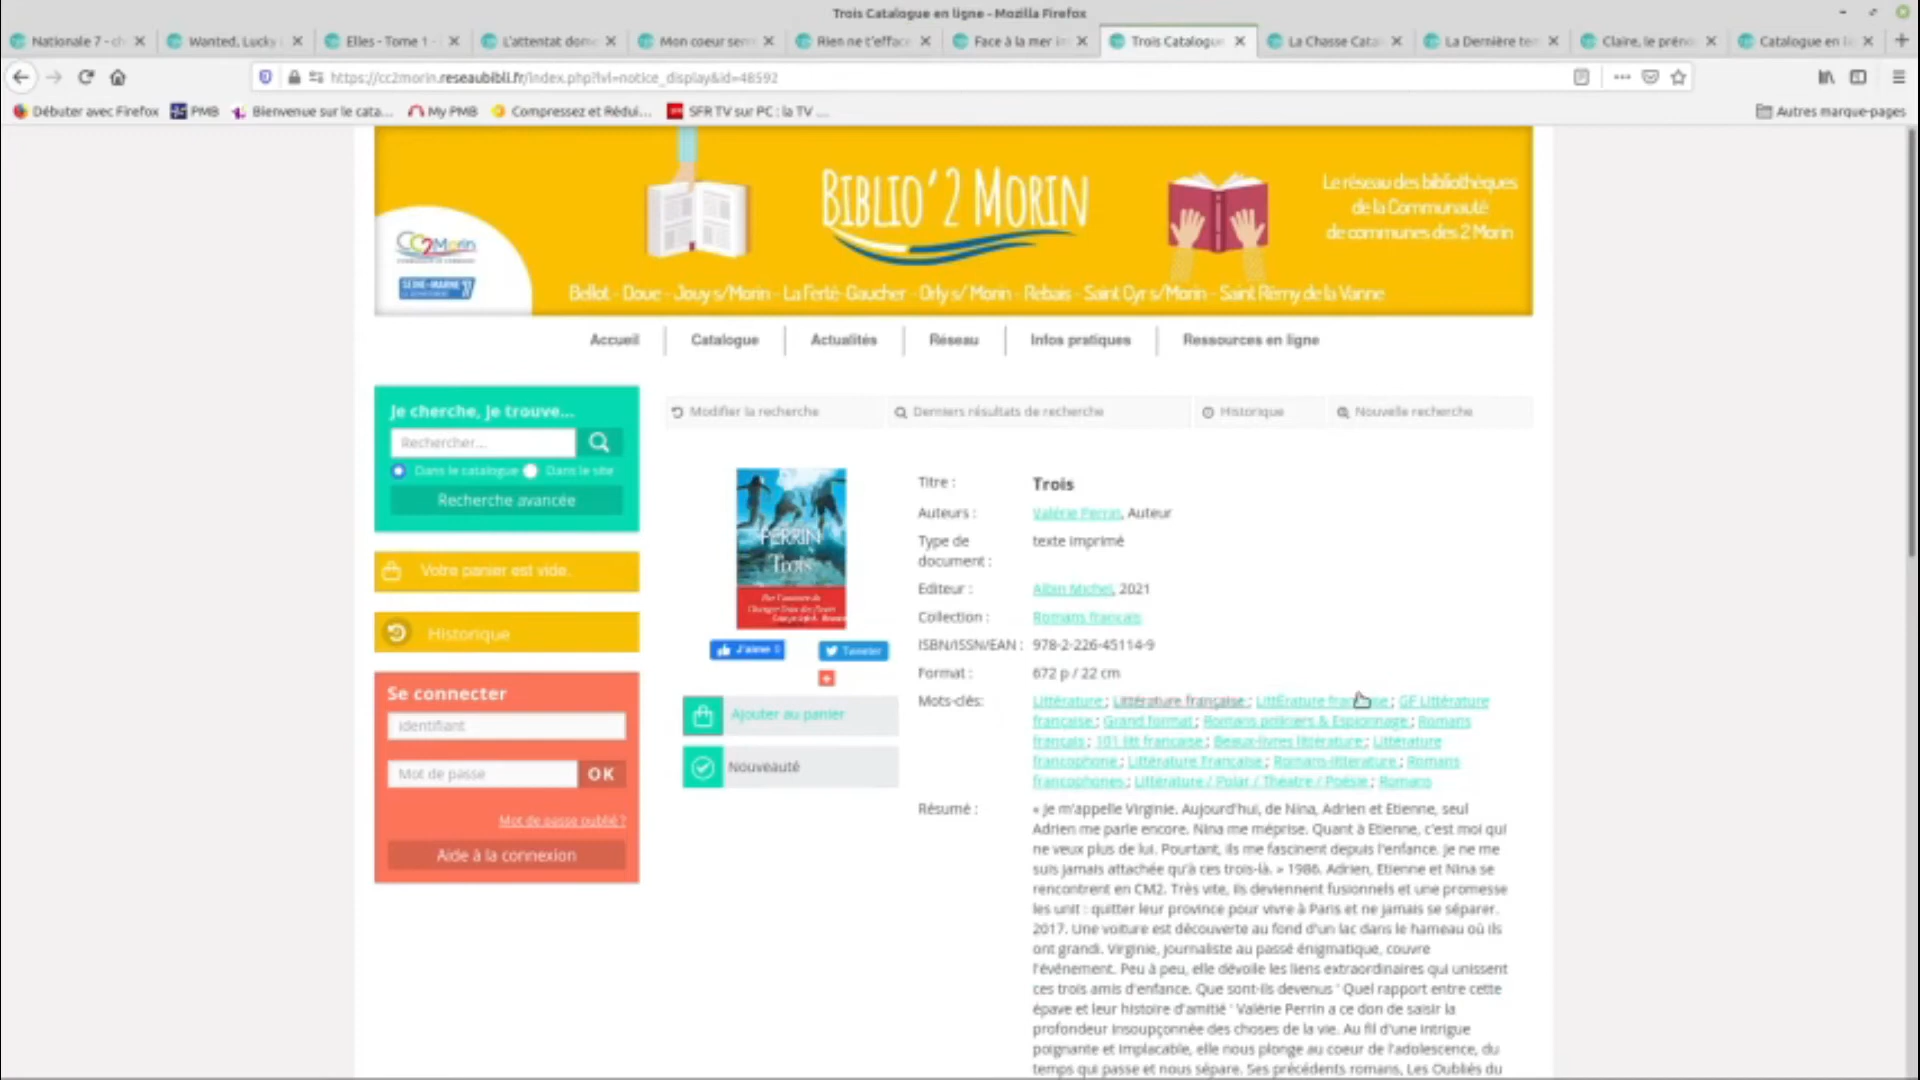 Trois Catalogue en ligne - Mozilla Firefox
Nationale 7 - ch
Wanted, Lucky
Elles - Tome 1 -
L'attentat dom
Mon coeur ser
Rien ne t'efface
Face à la mer i
Trois Catalogue
La Chasse Cata
La Dernière te
Claire, le préno
Catalogue en li
https://cc2morin.reseaubibli.fr/index.php?lvl=notice_display&id=48592
Débuter avec Firefox
PMB
Bienvenue sur le cata...
My PMB
Compressez et Rédui...
SFR TV sur PC : la TV ...
Autres marque-pages
CC2Morin
SEINE-MARNE 77
BIBLIO'2 MORIN
Le réseau des bibliothèques
de la Communauté
de communes des 2 Morin
Bellot - Doue - Jouy s/Morin - La Ferté-Gaucher - Orly s/ Morin - Rebais - Saint Cyr s/Morin - Saint Rémy de la Vanne
Accueil
Catalogue
Actualités
Réseau
Infos pratiques
Ressources en ligne
Je cherche, je trouve...
Rechercher...
Dans le catalogue Dans le site
Recherche avancée
Votre panier est vide.
Historique
Se connecter
identifiant
Mot de passe
OK
Mot de passe oublié ?
Aide à la connexion
Modifier la recherche
Derniers résultats de recherche
Historique
Nouvelle recherche
PERRIN
Trois
J'aime 0
Tweeter
Ajouter au panier
Nouveauté
Titre : Trois
Auteurs : Valérie Perrin, Auteur
Type de document : texte imprimé
Editeur : Albin Michel, 2021
Collection : Romans français
ISBN/ISSN/EAN : 978-2-226-45114-9
Format : 672 p / 22 cm
Mots-clés: Littérature ; Littérature française ; LittÉrature française ; GF Littérature
française ; Grand format ; Romans policiers & Espionnage ; Romans
français ; 101 litt francaise ; Beaux-livres littérature ; Littérature
francophone ; Littérature Francaise ; Romans-litterature ; Romans
francophones ; Littérature / Polar / Théatre / Poésie ; Romans
Résumé : « Je m'appelle Virginie. Aujourd'hui, de Nina, Adrien et Etienne, seul
Adrien me parle encore. Nina me méprise. Quant à Etienne, c'est moi qui
ne veux plus de lui. Pourtant, ils me fascinent depuis l'enfance. Je ne me
suis jamais attachée qu'à ces trois-là. » 1986. Adrien, Etienne et Nina se
rencontrent en CM2. Très vite, ils deviennent fusionnels et une promesse
les unit : quitter leur province pour vivre à Paris et ne jamais se séparer.
2017. Une voiture est découverte au fond d'un lac dans le hameau où ils
ont grandi. Virginie, journaliste au passé énigmatique, couvre
l'événement. Peu à peu, elle dévoile les liens extraordinaires qui unissent
ces trois amis d'enfance. Que sont-ils devenus ' Quel rapport entre cette
épave et leur histoire d'amitié ' Valérie Perrin a ce don de saisir la
profondeur insoupçonnée des choses de la vie. Au fil d'une intrigue
poignante et implacable, elle nous plonge au coeur de l'adolescence, du
temps qui passe et nous sépare. Ses précédents romans, Les Oubliés du